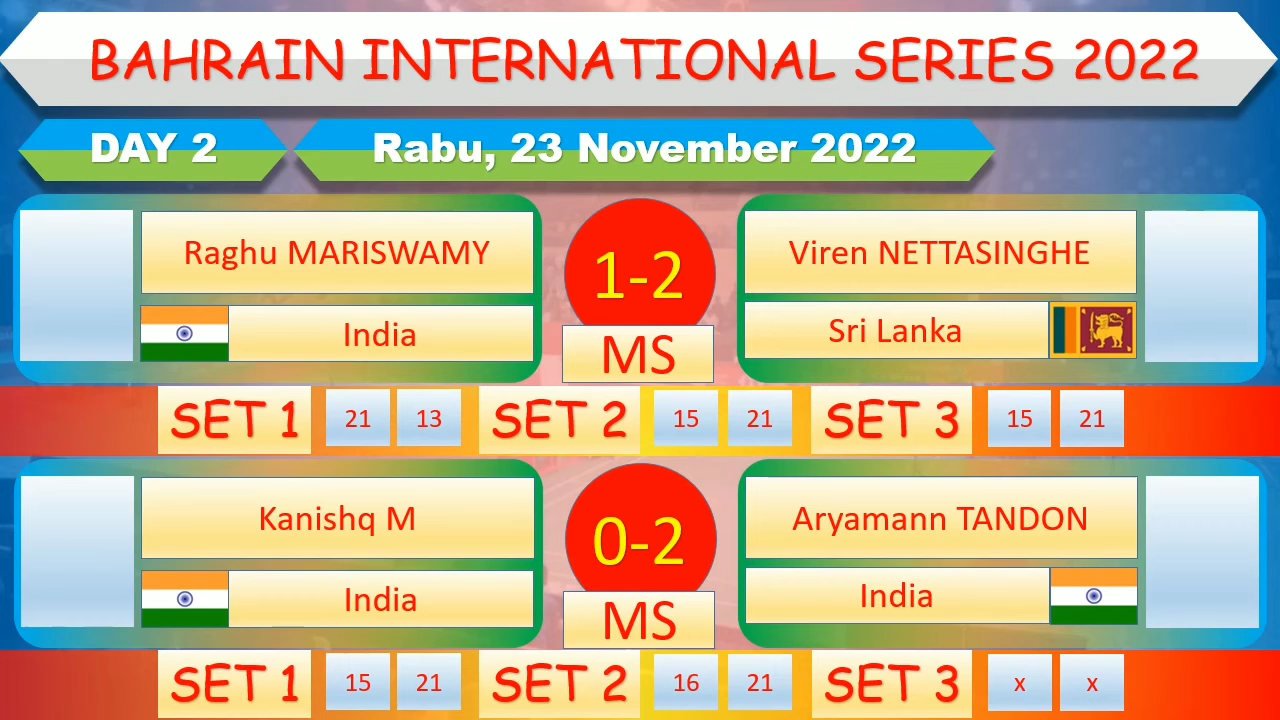 BAHRAIN INTERNATIONAL SERIES 2022
DAY 2
Rabu, 23 November 2022
Raghu MARISWAMY
India
1-2
MS
Viren NETTASINGHE
Sri Lanka
SET 1 21 13 SET 2 15 21 SET 3 15 21
Kanishq M
India
0-2
MS
Aryamann TANDON
India
SET 1 15 21 SET 2 16 21 SET 3 x x